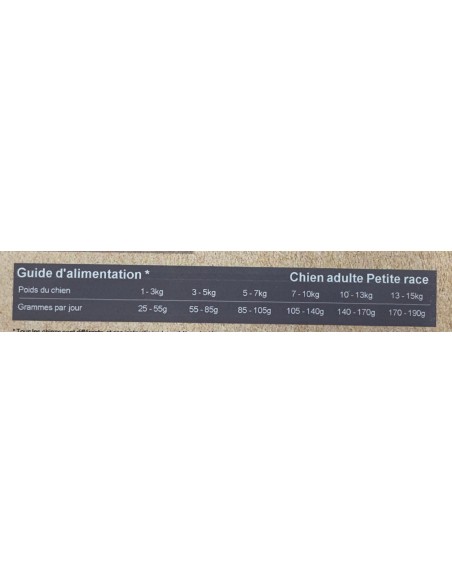 Guide d'alimentation * Chien adulte Petite race
Poids du chien 1 - 3kg 3 - 5kg 5 - 7kg 7 - 10kg 10 - 13kg 13 - 15kg
Grammes par jour 25 - 55g 55 - 85g 85 - 105g 105 - 140g 140 - 170g 170 - 190g